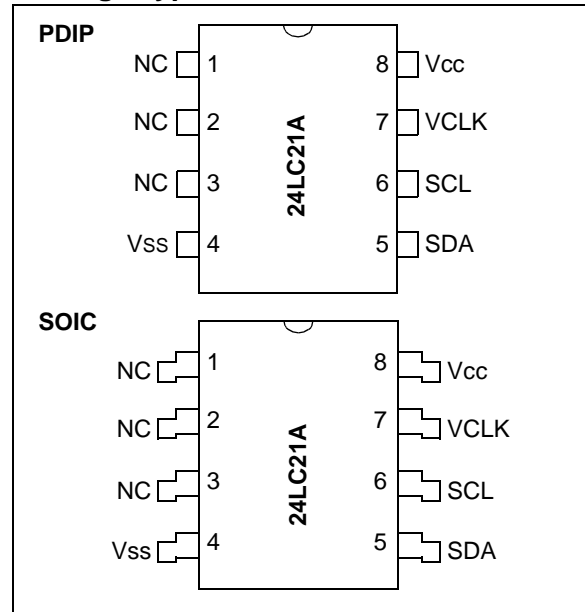 PDIP
NC 1 8 Vcc
NC 2 7 VCLK
NC 3 6 SCL
Vss 4 5 SDA
24LC21A
SOIC
NC 1 8 Vcc
NC 2 7 VCLK
NC 3 6 SCL
Vss 4 5 SDA
24LC21A